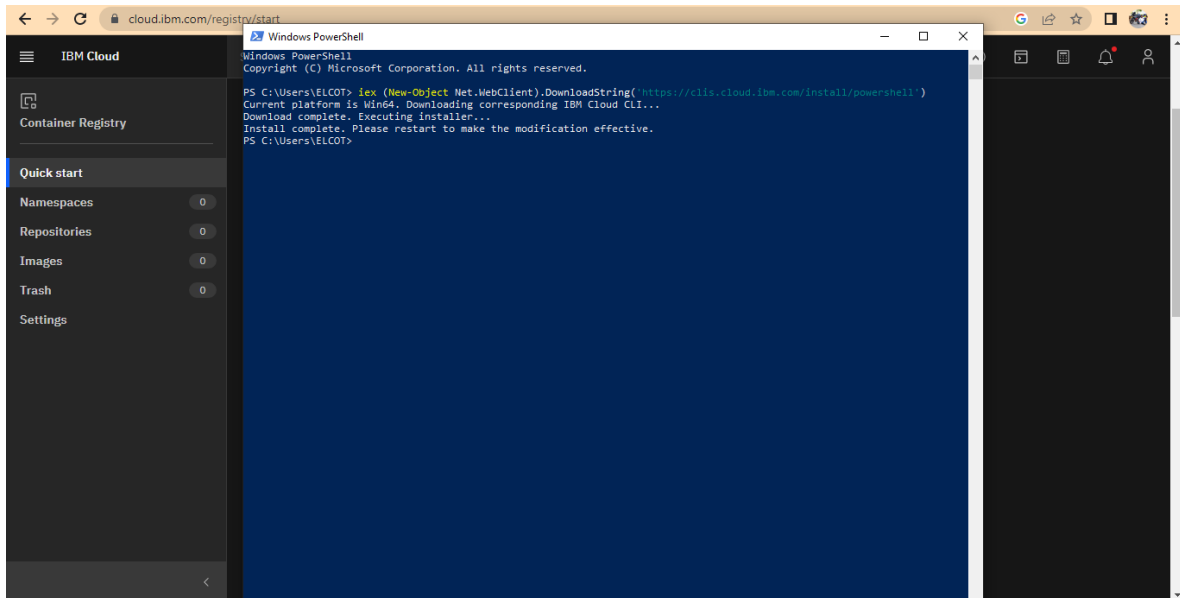 cloud.ibm.com/registry/start
Windows PowerShell
IBM Cloud
Windows PowerShell
Copyright (C) Microsoft Corporation. All rights reserved.
PS C:\Users\ELCOT> iex (New-Object Net.WebClient).DownloadString('https://clis.cloud.ibm.com/install/powershell')
Current platform is Win64. Downloading corresponding IBM Cloud CLI...
Download complete. Executing installer...
Install complete. Please restart to make the modification effective.
PS C:\Users\ELCOT>
Container Registry
Quick start
Namespaces 0
Repositories 0
Images 0
Trash 0
Settings